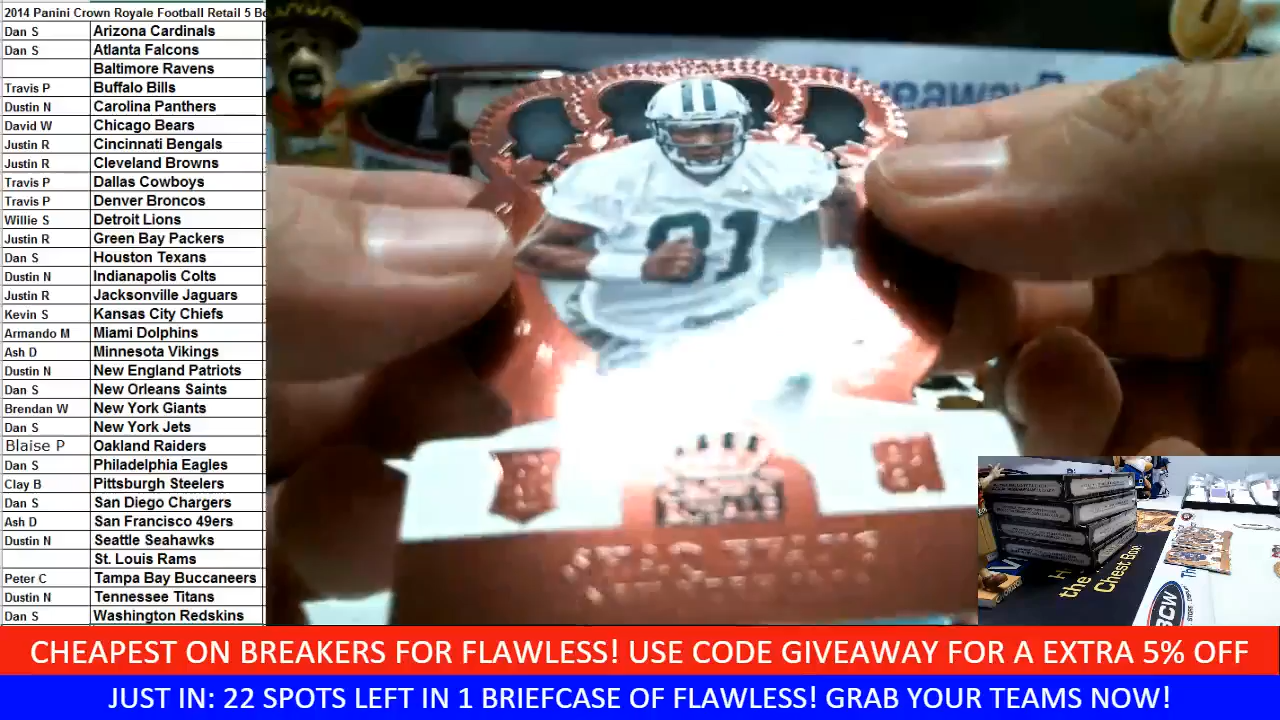 2014 Panini Crown Royale Football Retail 5 Bo
Dan S Arizona Cardinals
Dan S Atlanta Falcons
Baltimore Ravens
Travis P Buffalo Bills
Dustin N Carolina Panthers
David W Chicago Bears
Justin R Cincinnati Bengals
Justin R Cleveland Browns
Travis P Dallas Cowboys
Travis P Denver Broncos
Willie S Detroit Lions
Justin R Green Bay Packers
Dan S Houston Texans
Dustin N Indianapolis Colts
Justin R Jacksonville Jaguars
Kevin S Kansas City Chiefs
Armando M Miami Dolphins
Ash D Minnesota Vikings
Dustin N New England Patriots
Dan S New Orleans Saints
Brendan W New York Giants
Dan S New York Jets
Blaise P Oakland Raiders
Dan S Philadelphia Eagles
Clay B Pittsburgh Steelers
Dan S San Diego Chargers
Ash D San Francisco 49ers
Dustin N Seattle Seahawks
St. Louis Rams
Peter C Tampa Bay Buccaneers
Dustin N Tennessee Titans
Dan S Washington Redskins
81
the
Chest Box
BCW
CHEAPEST ON BREAKERS FOR FLAWLESS! USE CODE GIVEAWAY FOR A EXTRA 5% OFF
JUST IN: 22 SPOTS LEFT IN 1 BRIEFCASE OF FLAWLESS! GRAB YOUR TEAMS NOW!